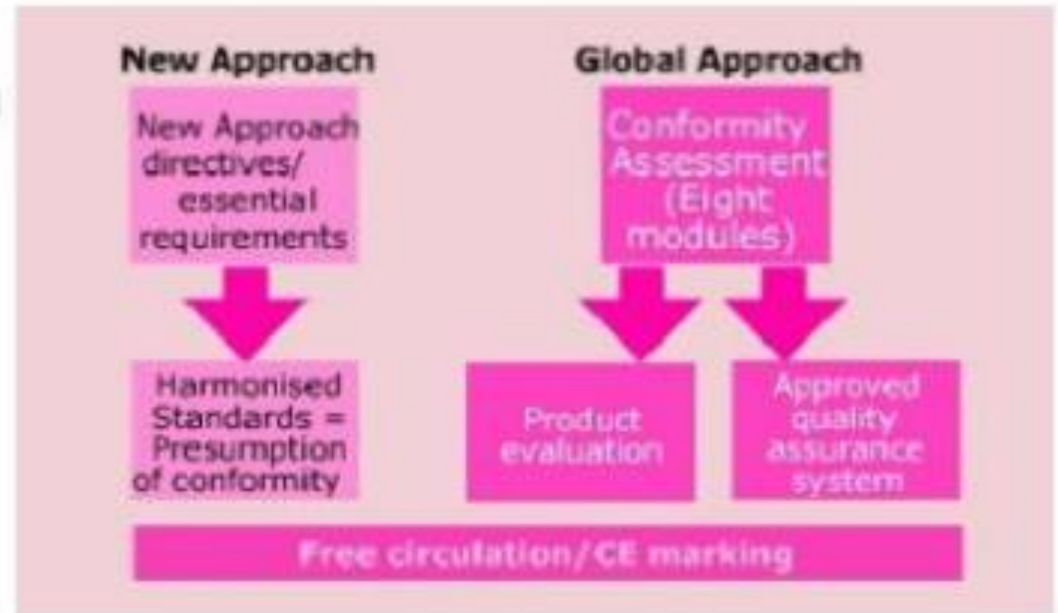 New Approach
New Approach
directives/
essential
requirements
Harmonised
Standards =
Presumption
of conformity
Global Approach
Conformity
Assessment
(Eight
modules)
Product
evaluation
Approved
quality
assurance
system
Free circulation/CE marking